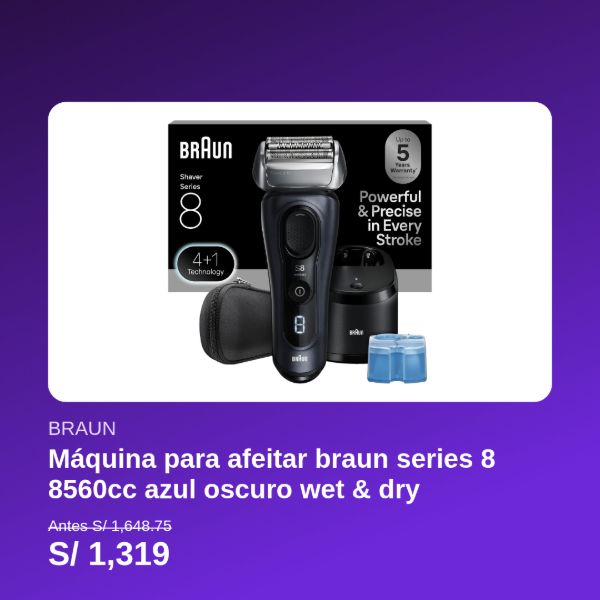 BRAUN
Shaver
Series
8
4+1
Technology
Up to
5
Years
Warranty*
Powerful
& Precise
in Every
Stroke
S8
8
BRAUN
BRAUN
BRAUN
Máquina para afeitar braun series 8
8560cc azul oscuro wet & dry
Antes S/ 1,648.75
S/ 1,319